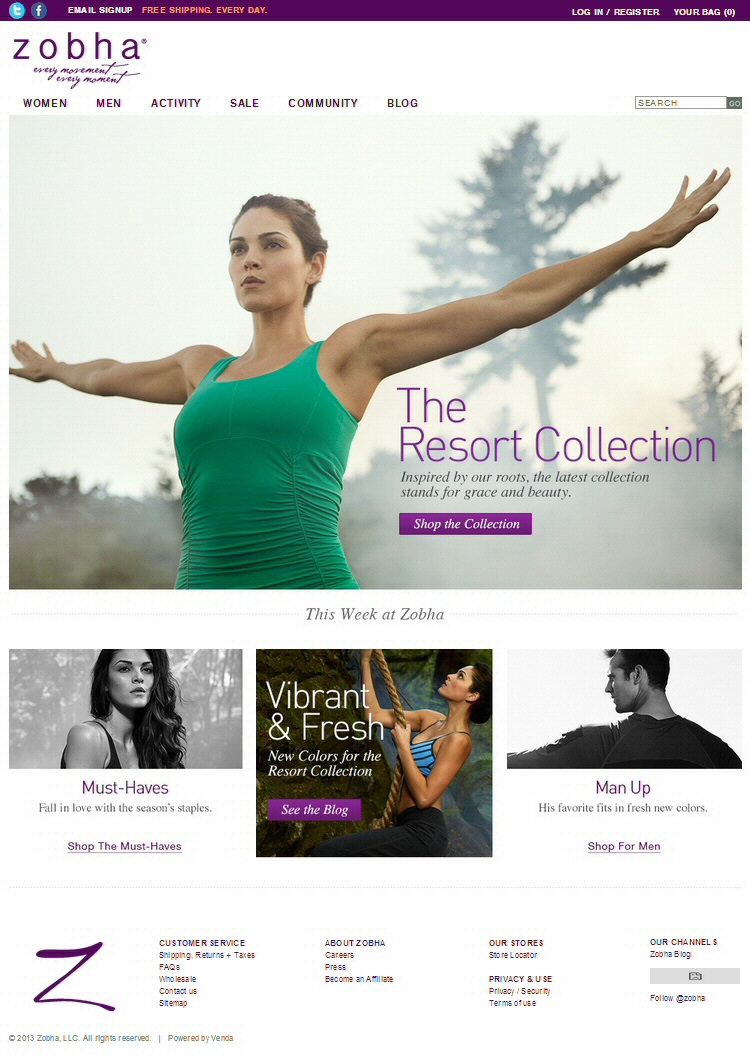 EMAIL SIGNUP FREE SHIPPING. EVERY DAY. LOG IN / REGISTER YOUR BAG (0)
zobha®
every movement
every moment
WOMEN MEN ACTIVITY SALE COMMUNITY BLOG SEARCH GO
The
Resort Collection
Inspired by our roots, the latest collection
stands for grace and beauty.
Shop the Collection
This Week at Zobha
Must-Haves
Fall in love with the season's staples.
Shop The Must-Haves
Vibrant
& Fresh
New Colors for the
Resort Collection
See the Blog
Man Up
His favorite fits in fresh new colors.
Shop For Men
Z
CUSTOMER SERVICE
Shipping, Returns + Taxes
FAQs
Wholesale
Contact us
Sitemap
ABOUT ZOBHA
Careers
Press
Become an Affiliate
OUR STORES
Store Locator
PRIVACY & USE
Privacy / Security
Terms of use
OUR CHANNELS
Zobha Blog
Follow @zobha
© 2013 Zobha, LLC. All rights reserved. | Powered by Venda